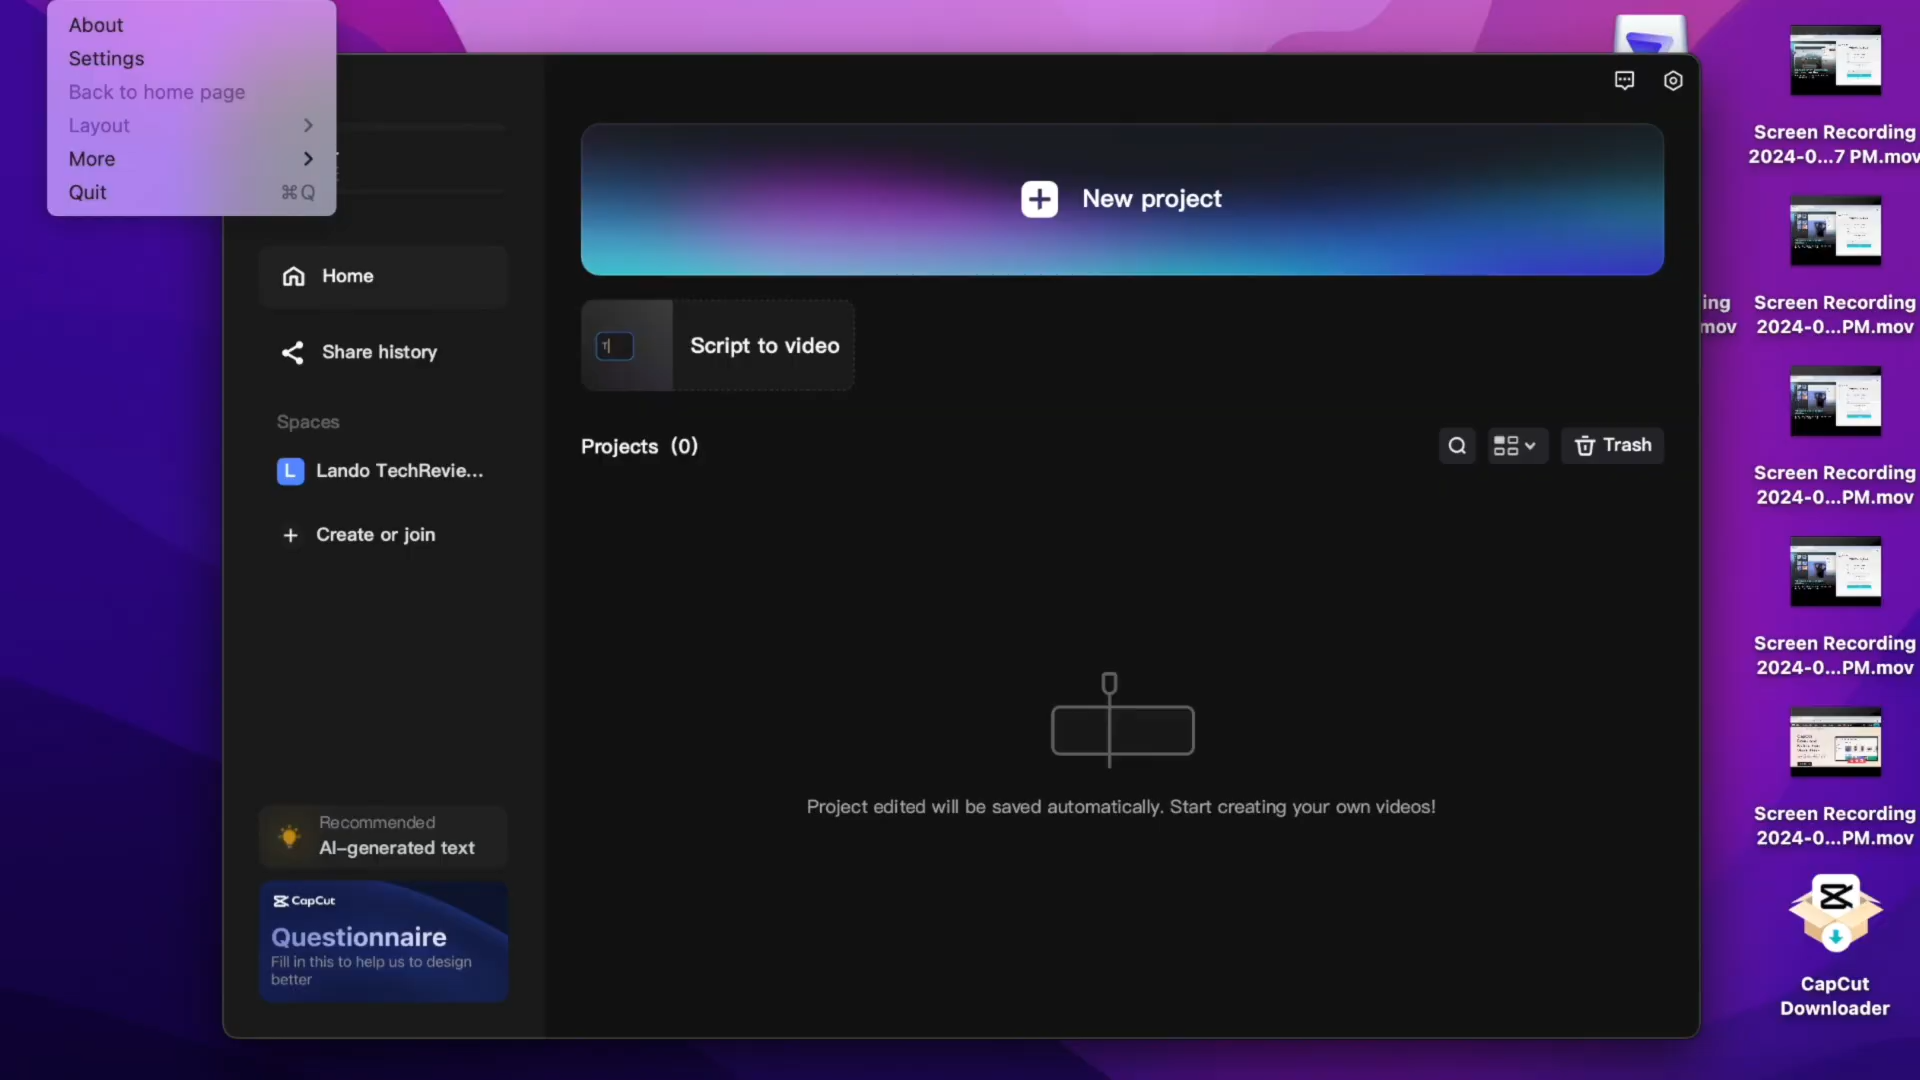 About
Settings
Back to home page
Layout
More
Quit ⌘Q
Home
Share history
Spaces
L Lando TechRevie...
Create or join
Recommended
AI-generated text
CapCut
Questionnaire
Fill in this to help us to design
better
New project
Script to video
Projects (0)
Trash
Project edited will be saved automatically. Start creating your own videos!
ing
mov
Screen Recording
2024-0...7 PM.mov
Screen Recording
2024-0...PM.mov
Screen Recording
2024-0...PM.mov
Screen Recording
2024-0...PM.mov
Screen Recording
2024-0...PM.mov
CapCut
Downloader